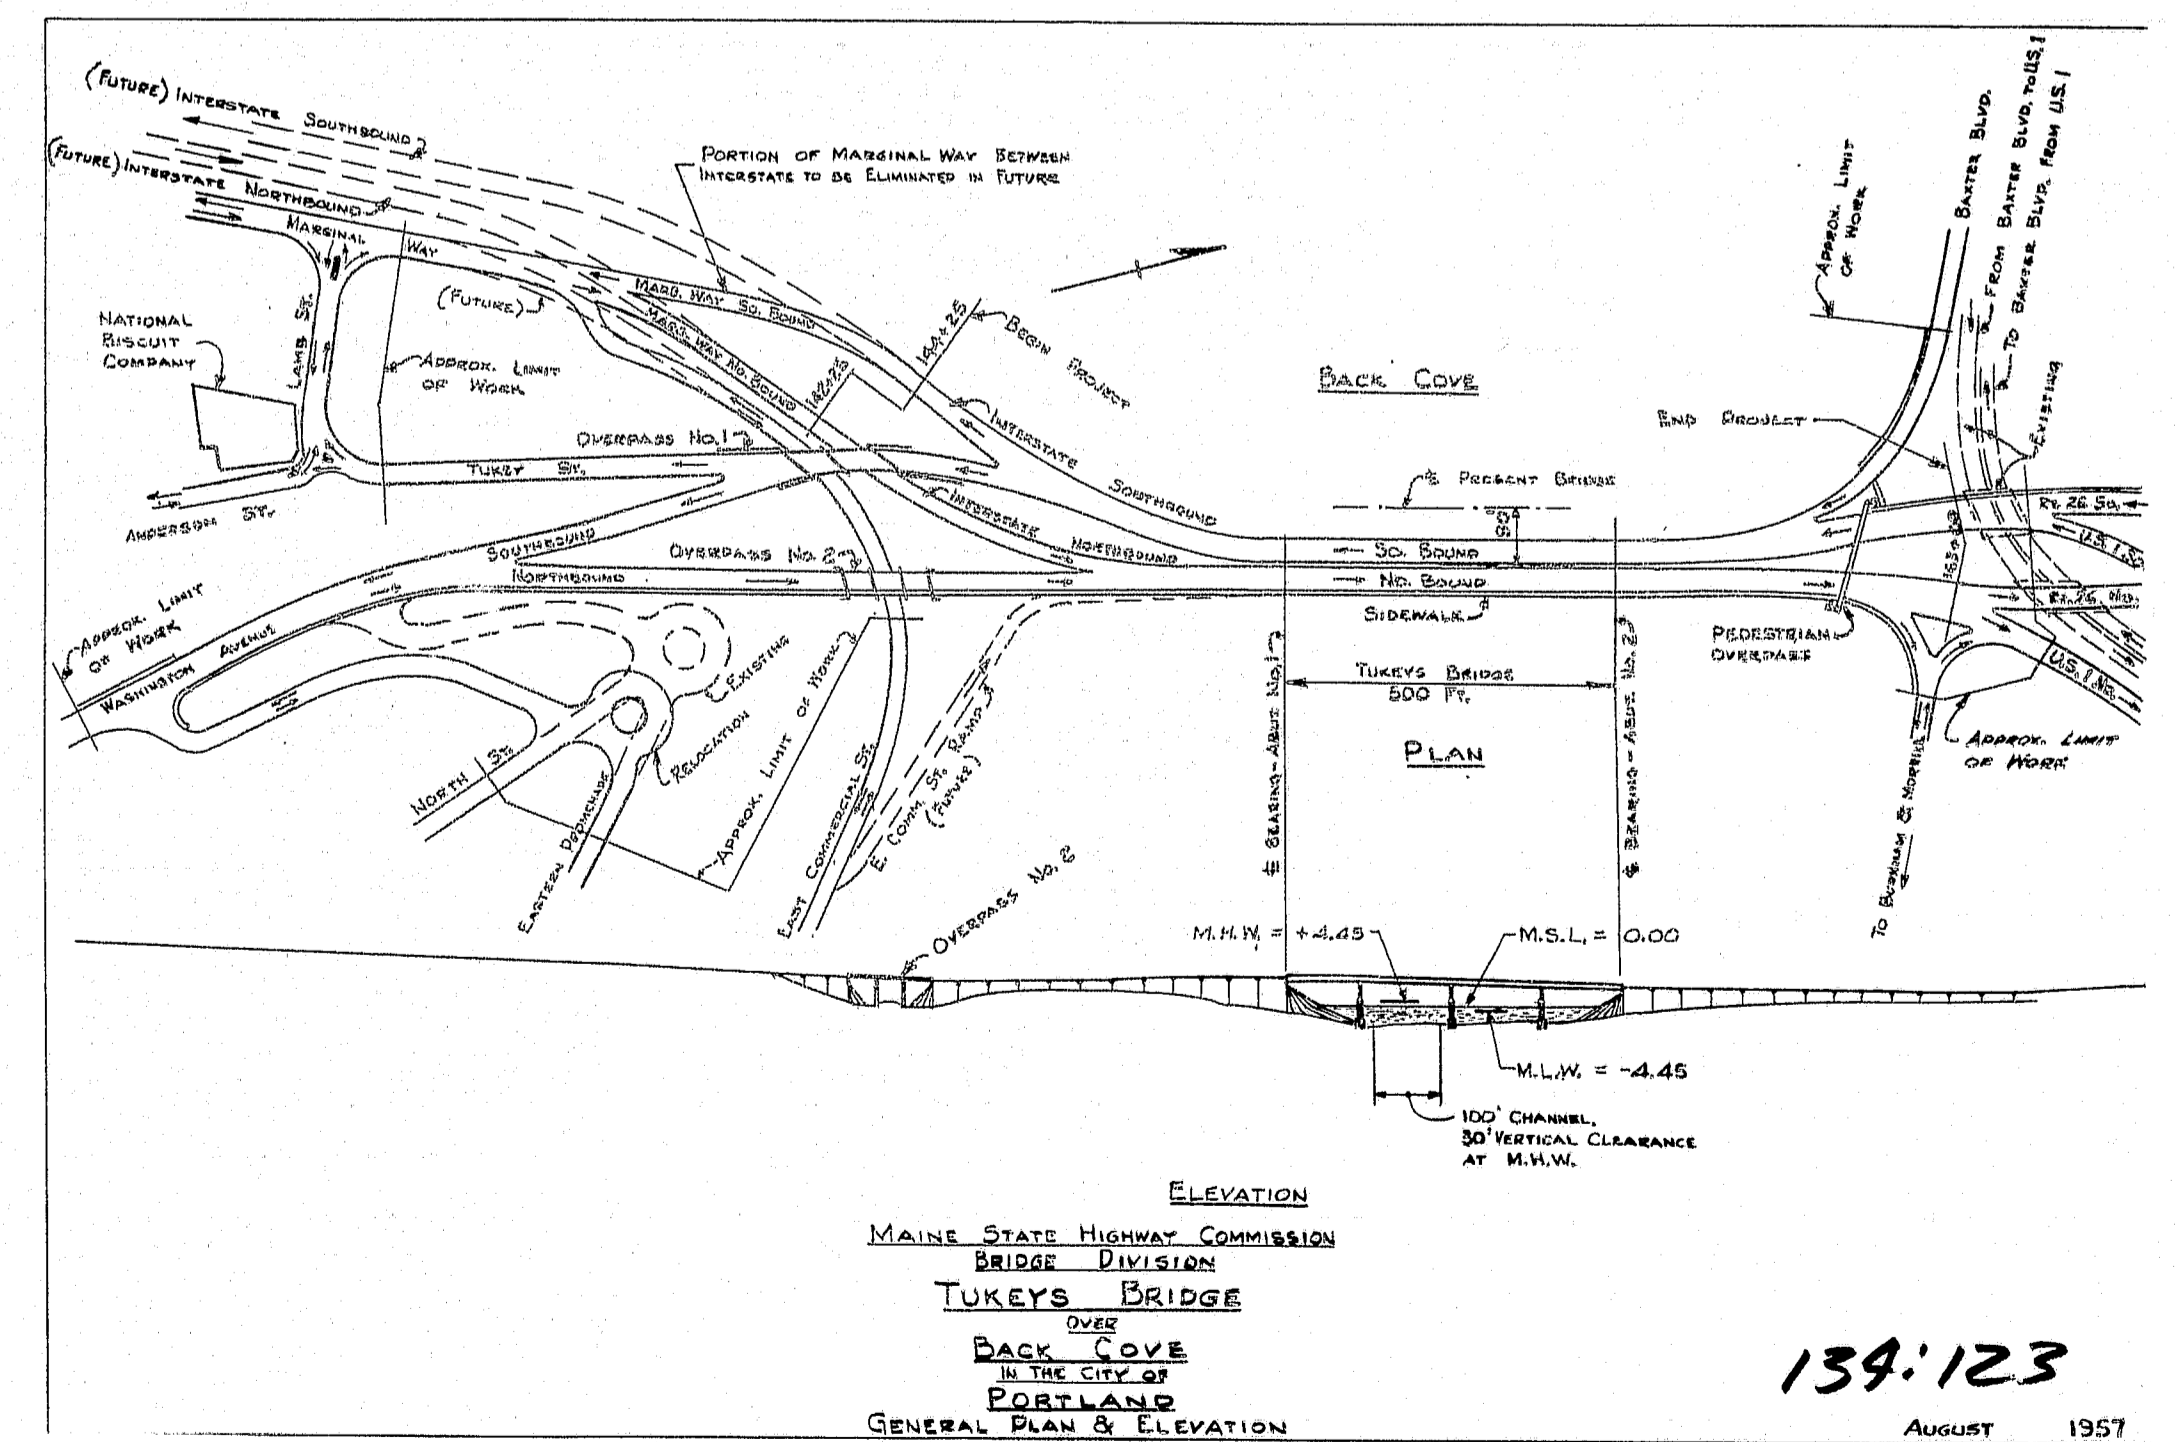 (FUTURE) INTERSTATE SOUTHBOUND
(FUTURE) INTERSTATE NORTHBOUND
MARGINAL WAY
PORTION OF MARGINAL WAY BETWEEN
INTERSTATE TO BE ELIMINATED IN FUTURE
MARG. WAY SO. BOUND
MARG. WAY NO. BOUND
(FUTURE)
NATIONAL
BISCUIT
COMPANY
LAMB ST.
APPROX. LIMIT
OF WORK
142+25
144+25
BEGIN PROJECT
OVERPASS NO. 1
TUKEY ST.
ANDERSON ST.
INTERSTATE SOUTHBOUND
INTERSTATE NORTHBOUND
BACK COVE
℄ PRESENT BRIDGE
SO. BOUND
NO. BOUND
SIDEWALK
APPROX. LIMIT
OF WORK
BAXTER BLVD.
FROM BAXTER BLVD. TO U.S. 1
TO BAXTER BLVD. FROM U.S. 1
EXISTING
END PROJECT
RT. 26 SO.
U.S. 1 SO.
RT. 26 NO.
U.S. 1 NO.
PEDESTRIAN
OVERPASS
APPROX. LIMIT
OF WORK
TO BURNHAM & MORRILL
SOUTHBOUND
NORTHBOUND
OVERPASS NO. 2
APPROX. LIMIT
OF WORK
WASHINGTON AVENUE
EXISTING
RELOCATION
NORTH ST.
EASTERN PROMENADE
APPROX. LIMIT OF WORK
EAST COMMERCIAL ST.
E. COMM. ST. RAMP
(FUTURE)
℄ BEARING - ABUT. NO. 1
℄ BEARING - ABUT. NO. 2
TUKEYS BRIDGE
500 FT.
PLAN
OVERPASS NO. 2
M.H.W. = +4.45
M.S.L. = 0.00
M.L.W. = -4.45
100' CHANNEL,
30' VERTICAL CLEARANCE
AT M.H.W.
ELEVATION
MAINE STATE HIGHWAY COMMISSION
BRIDGE DIVISION
TUKEYS BRIDGE
OVER
BACK COVE
IN THE CITY OF
PORTLAND
GENERAL PLAN & ELEVATION
134:123
AUGUST 1957